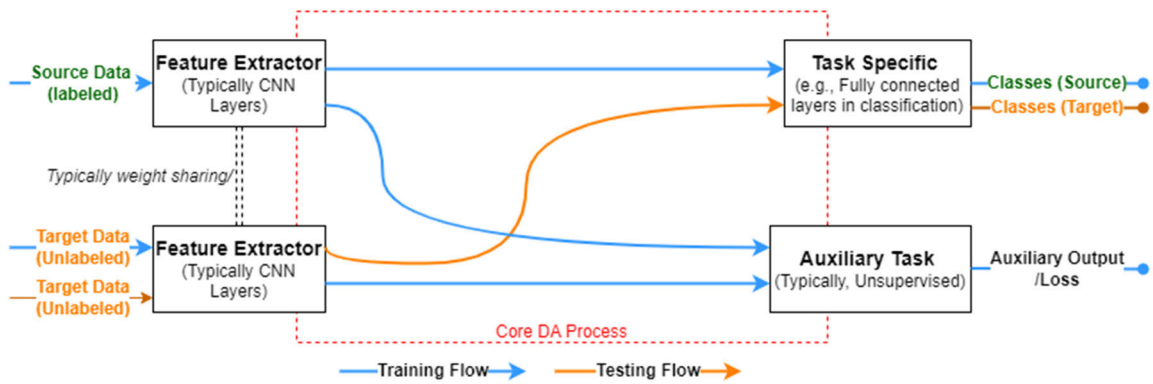 Source Data
(labeled)
Feature Extractor
(Typically CNN
Layers)
Task Specific
(e.g., Fully connected
layers in classification)
Classes (Source)
Classes (Target)
Typically weight sharing/
Target Data
(Unlabeled)
Target Data
(Unlabeled)
Feature Extractor
(Typically CNN
Layers)
Auxiliary Task
(Typically, Unsupervised)
Auxiliary Output
/Loss
Core DA Process
Training Flow
Testing Flow